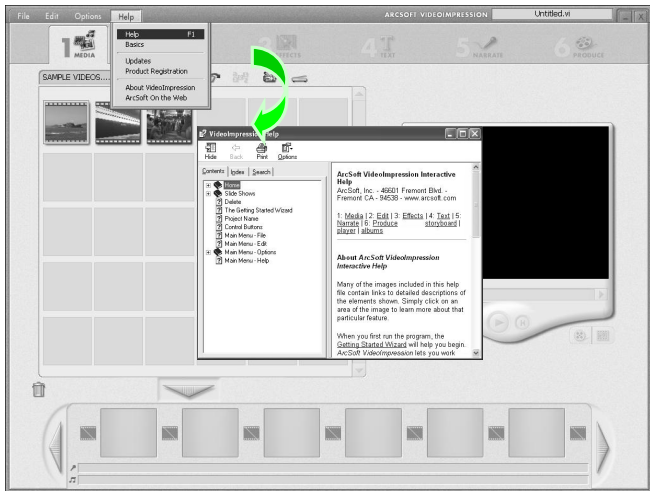 File Edit Options Help
ARCSOFT VIDEOIMPRESSION
Untitled.vi
Help F1
Basics
Updates
Product Registration
About VideoImpression
ArcSoft On the Web
1 MEDIA
3 EFFECTS
4 TEXT
5 NARRATE
6 PRODUCE
SAMPLE VIDEOS....
VideoImpression Help
Hide Back Print Options
Contents Index Search
Home
Slide Shows
Delete
The Getting Started Wizard
Project Name
Control Buttons
Main Menu - File
Main Menu - Edit
Main Menu - Options
Main Menu - Help
ArcSoft VideoImpression Interactive
Help
ArcSoft, Inc. - 46601 Fremont Blvd. -
Fremont CA - 94538 - www.arcsoft.com
1: Media | 2: Edit | 3: Effects | 4: Text | 5:
Narrate | 6: Produce storyboard |
player | albums
About ArcSoft VideoImpression
Interactive Help
Many of the images included in this help
file contain links to detailed descriptions of
the elements shown. Simply click on an
area of the image to learn more about that
particular feature.
When you first run the program, the
Getting Started Wizard will help you begin.
ArcSoft VideoImpression lets you work